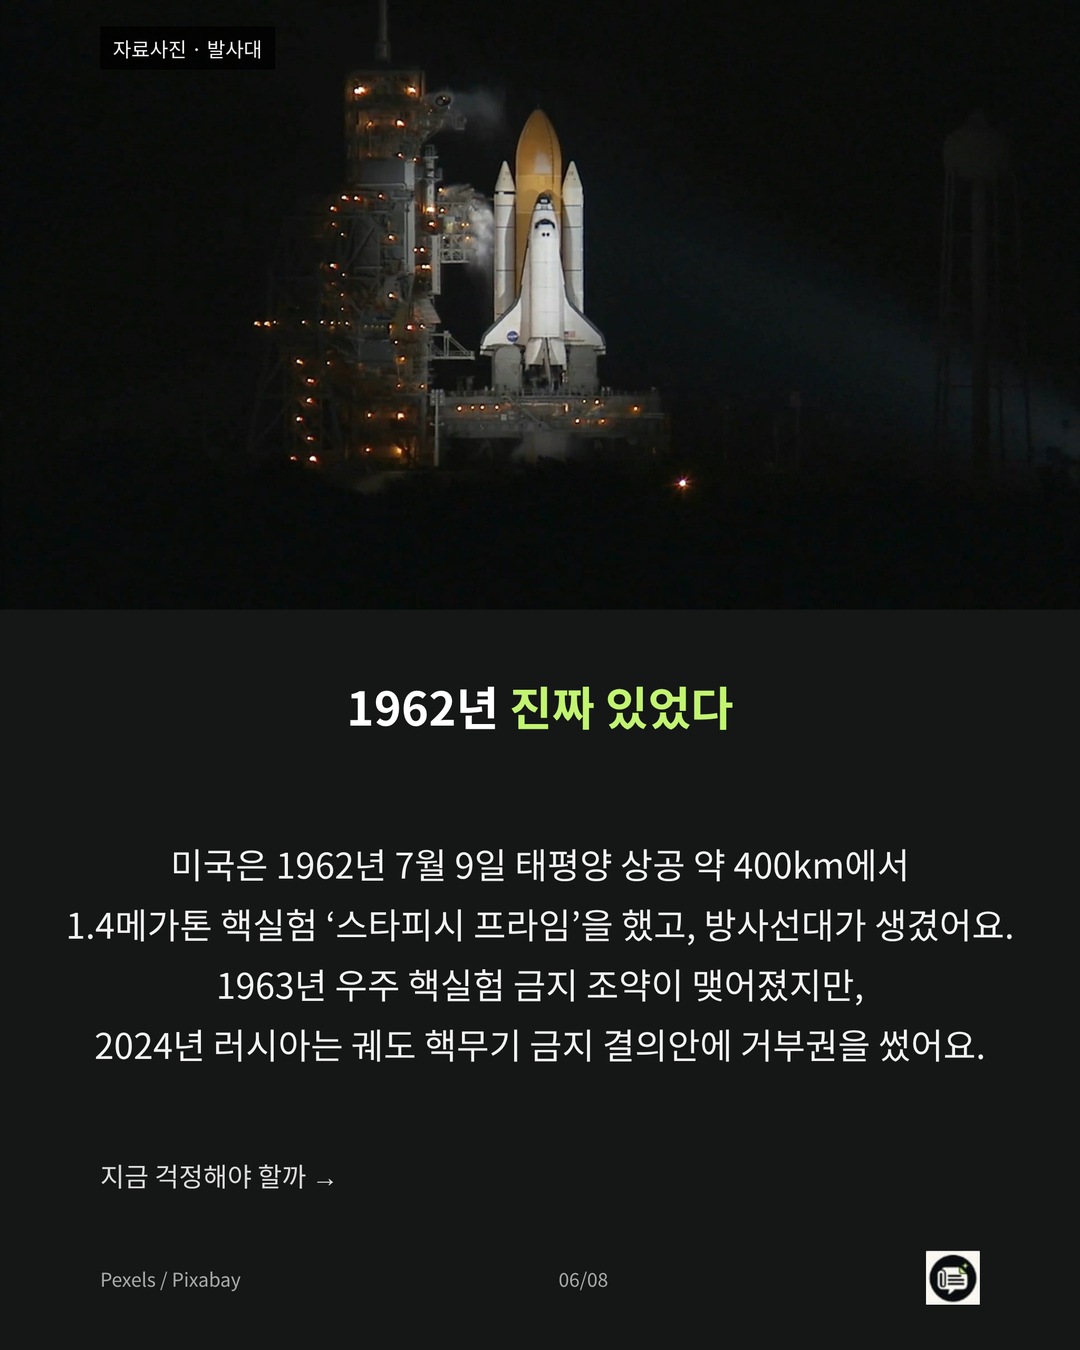 자료사진 · 발사대
1962년 진짜 있었다
미국은 1962년 7월 9일 태평양 상공 약 400km에서
1.4메가톤 핵실험 ‘스타피시 프라임’을 했고, 방사선대가 생겼어요.
1963년 우주 핵실험 금지 조약이 맺어졌지만,
2024년 러시아는 궤도 핵무기 금지 결의안에 거부권을 썼어요.
지금 걱정해야 할까 →
Pexels / Pixabay
06/08